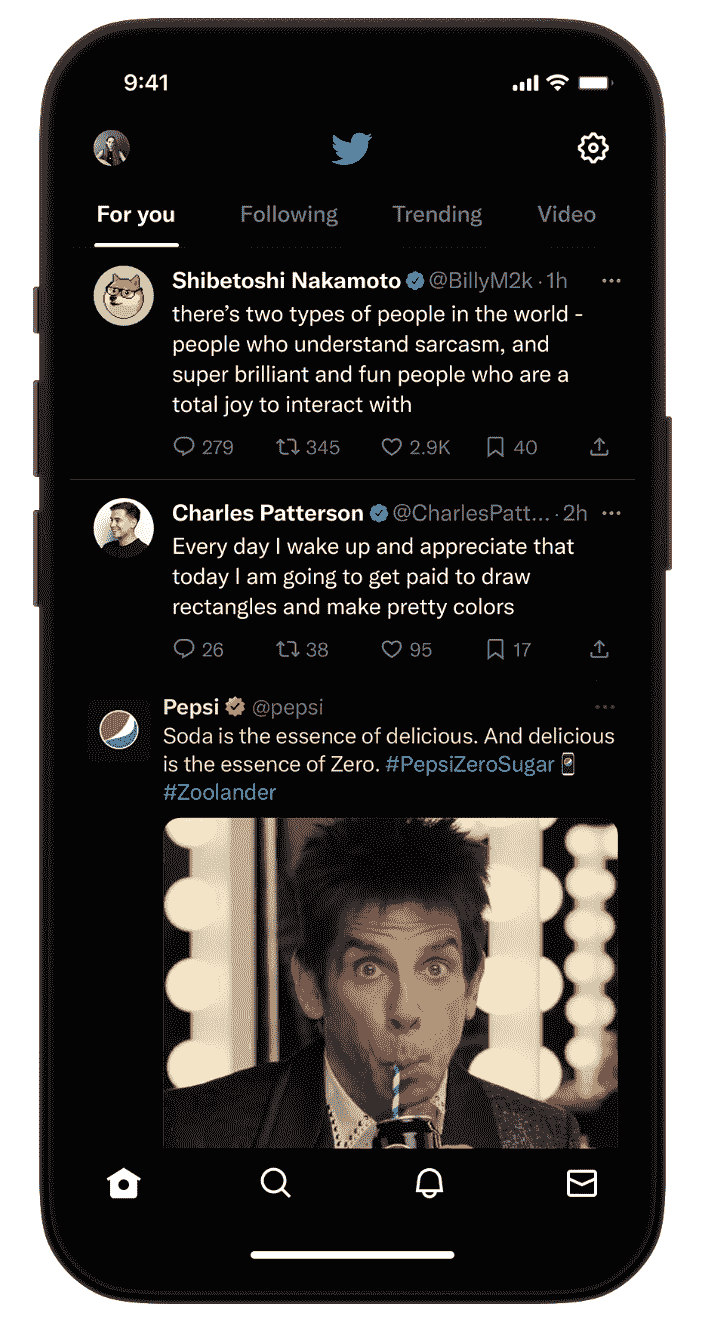 9:41
For you Following Trending Video
Shibetoshi Nakamoto @BillyM2k · 1h
there’s two types of people in the world -
people who understand sarcasm, and
super brilliant and fun people who are a
total joy to interact with
279 345 2.9K 40
Charles Patterson @CharlesPatt... · 2h
Every day I wake up and appreciate that
today I am going to get paid to draw
rectangles and make pretty colors
26 38 95 17
Pepsi @pepsi
Soda is the essence of delicious. And delicious
is the essence of Zero. #PepsiZeroSugar
#Zoolander